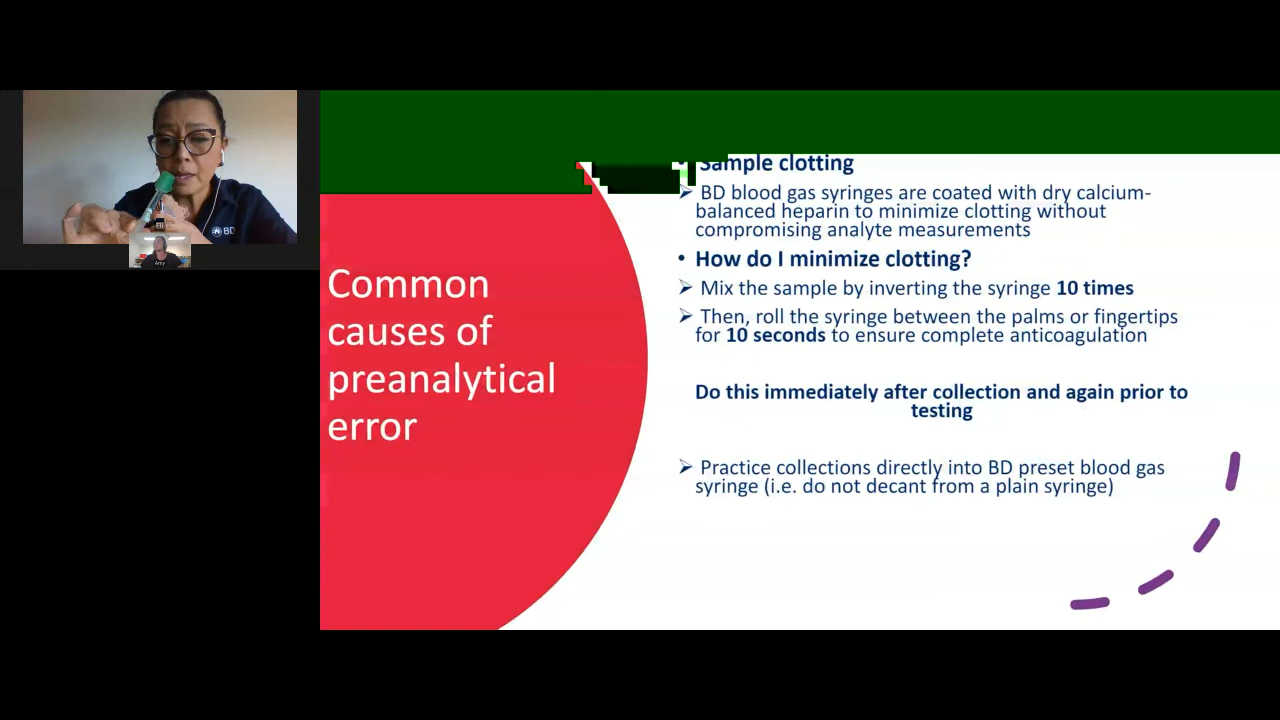 BD
Eli
Amy
Common
causes of
preanalytical
error
• Sample clotting
➢ BD blood gas syringes are coated with dry calcium-
balanced heparin to minimize clotting without
compromising analyte measurements
• How do I minimize clotting?
➢ Mix the sample by inverting the syringe 10 times
➢ Then, roll the syringe between the palms or fingertips
for 10 seconds to ensure complete anticoagulation
Do this immediately after collection and again prior to
testing
➢ Practice collections directly into BD preset blood gas
syringe (i.e. do not decant from a plain syringe)